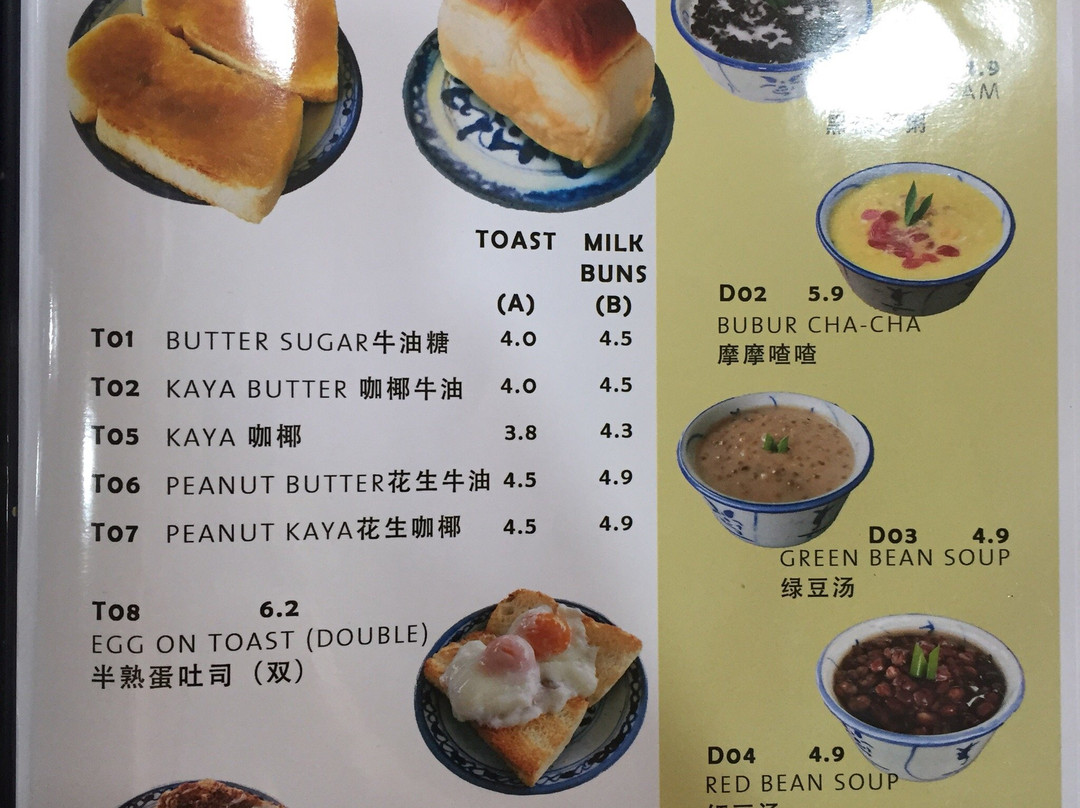 TOAST MILK BUNS
(A) (B)
T01 BUTTER SUGAR牛油糖 4.0 4.5
T02 KAYA BUTTER 咖椰牛油 4.0 4.5
T05 KAYA 咖椰 3.8 4.3
T06 PEANUT BUTTER花生牛油 4.5 4.9
T07 PEANUT KAYA花生咖椰 4.5 4.9
T08 6.2
EGG ON TOAST (DOUBLE)
半熟蛋吐司（双）
D02 5.9
BUBUR CHA-CHA
摩摩喳喳
D03 4.9
GREEN BEAN SOUP
绿豆汤
D04 4.9
RED BEAN SOUP